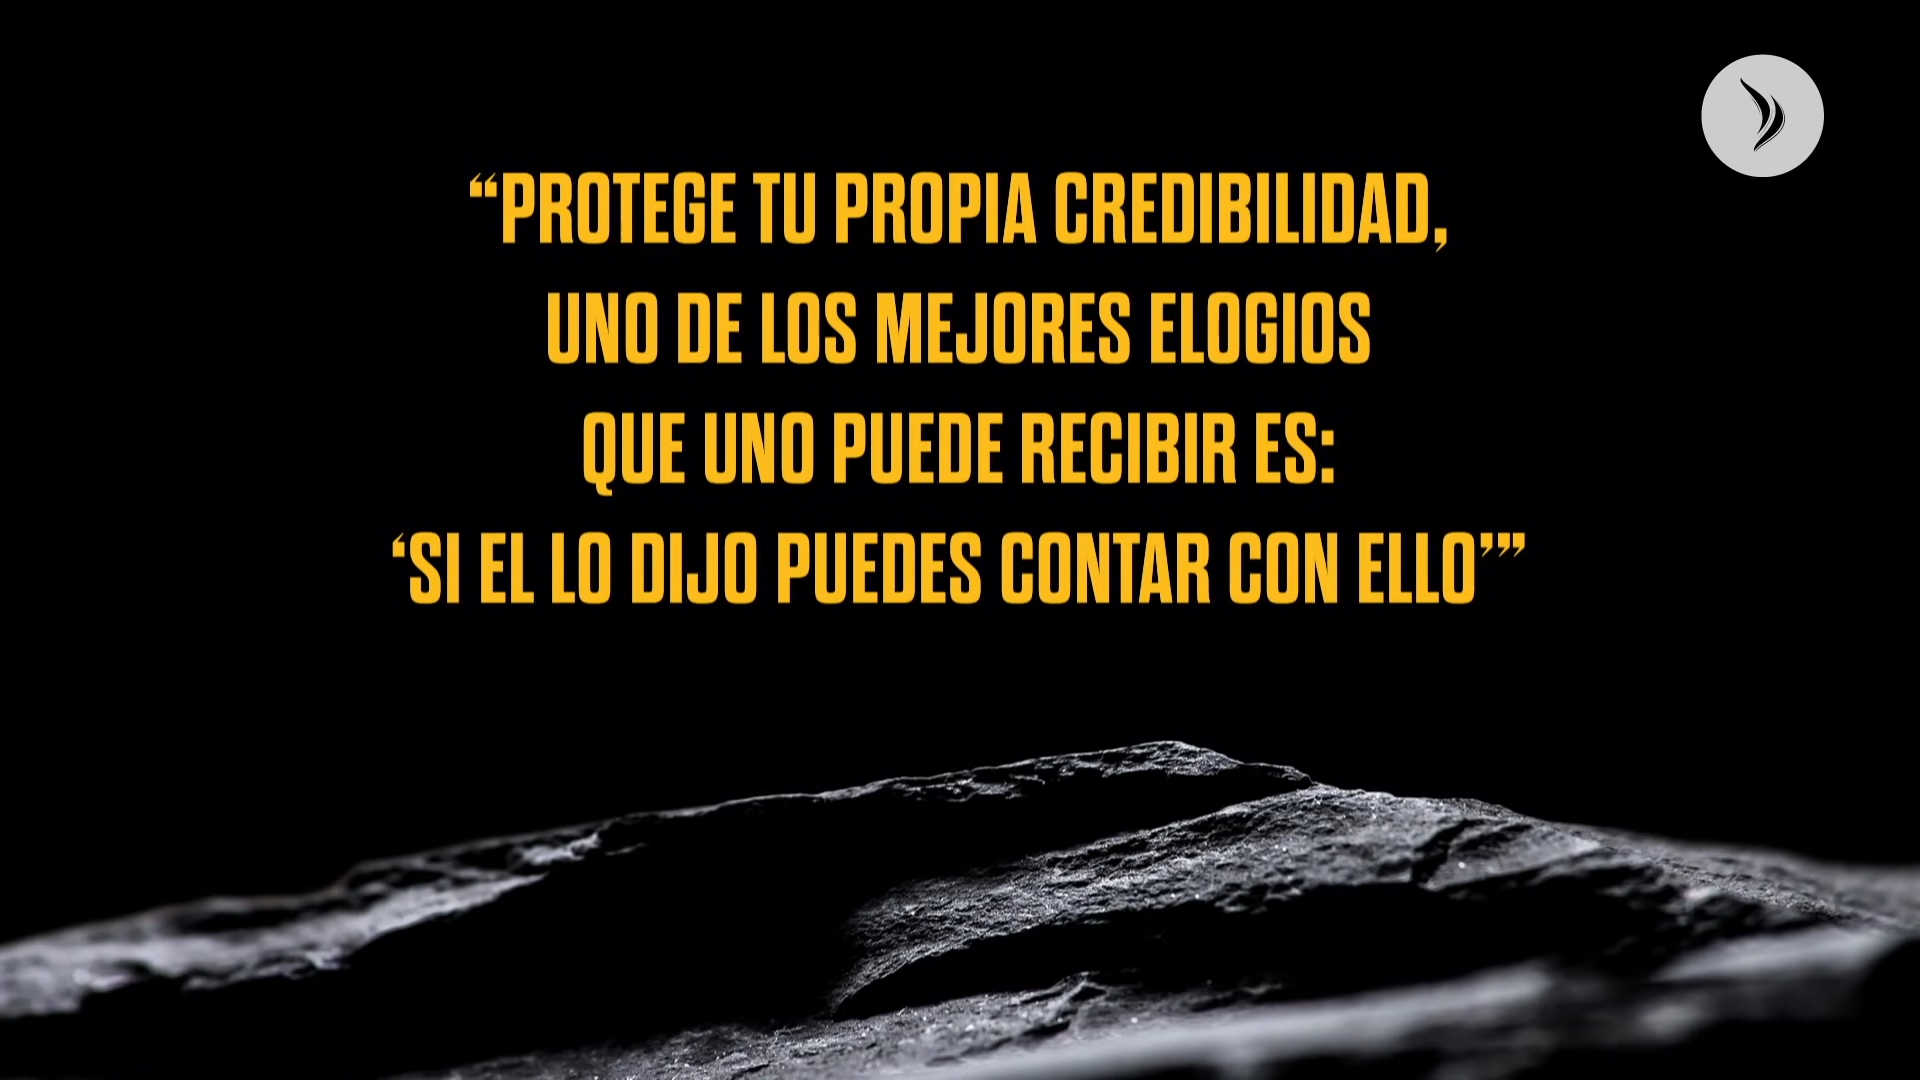 “PROTEGE TU PROPIA CREDIBILIDAD,
UNO DE LOS MEJORES ELOGIOS
QUE UNO PUEDE RECIBIR ES:
‘SI EL LO DIJO PUEDES CONTAR CON ELLO’”